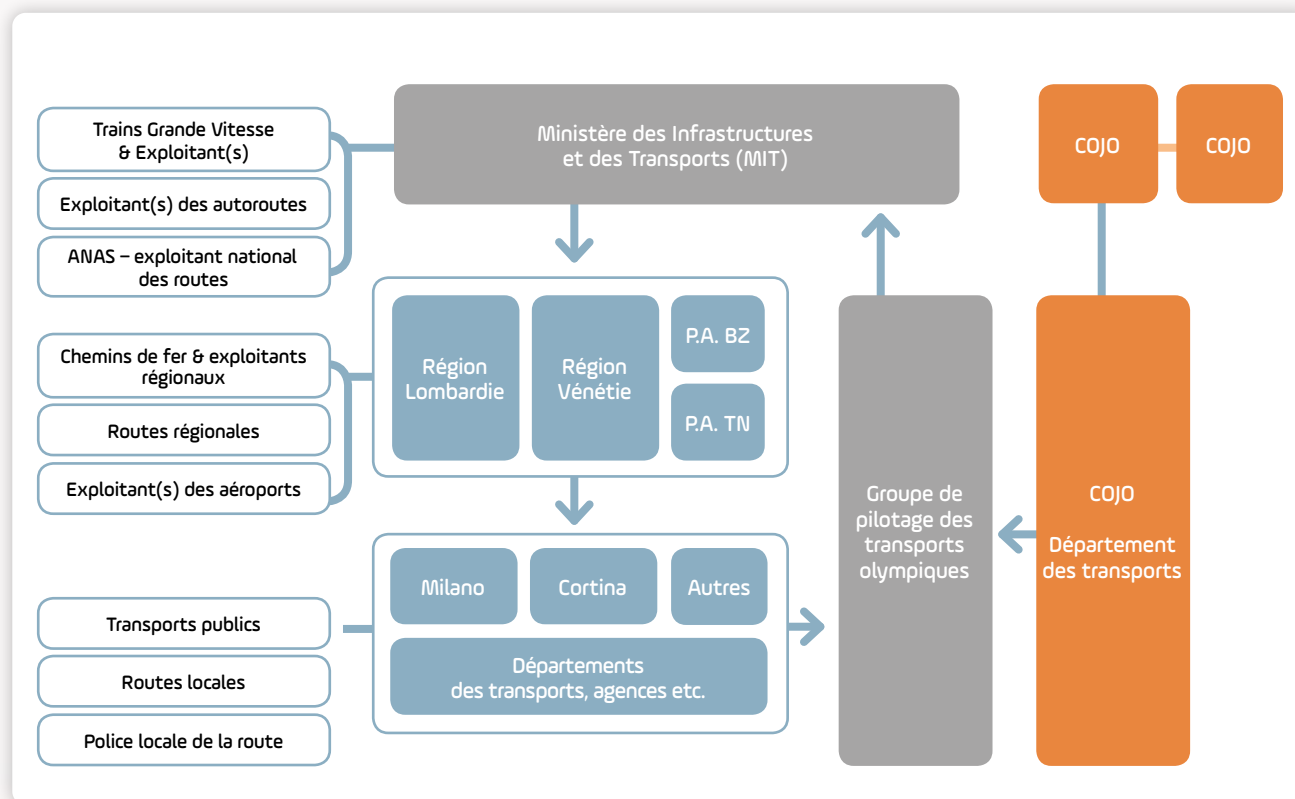 Trains Grande Vitesse
& Exploitant(s)
Exploitant(s) des autoroutes
ANAS – exploitant national
des routes
Ministère des Infrastructures
et des Transports (MIT)
COJO
COJO
Chemins de fer & exploitants
régionaux
Routes régionales
Exploitant(s) des aéroports
Région
Lombardie
Région
Vénétie
P.A. BZ
P.A. TN
Transports publics
Routes locales
Police locale de la route
Milano
Cortina
Autres
Départements
des transports, agences etc.
Groupe de
pilotage des
transports
olympiques
COJO
Département
des transports